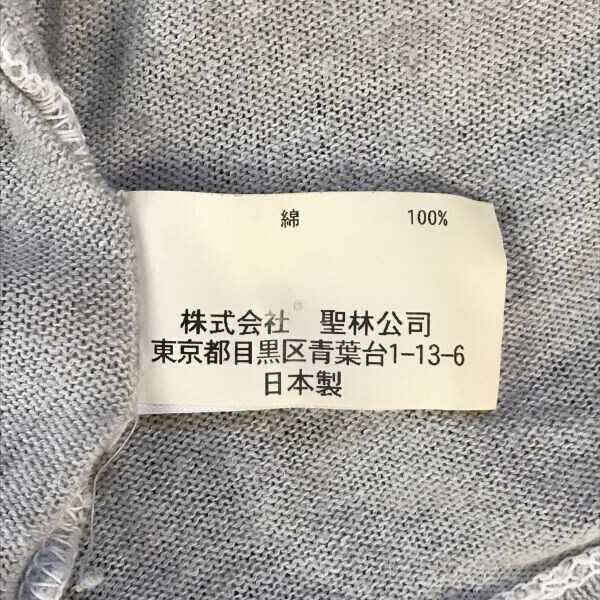 綿 100%
株式会社 聖林公司
東京都目黒区青葉台1-13-6
日本製